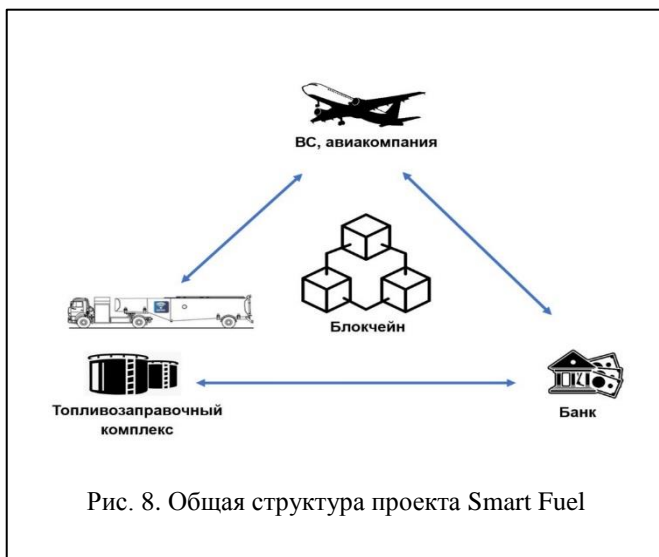 ВС, авиакомпания
Блокчейн
Топливозаправочный
комплекс
Банк
Рис. 8. Общая структура проекта Smart Fuel